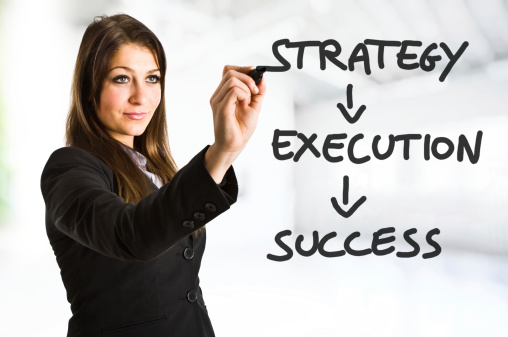 STRATEGY
↓
EXECUTION
↓
SUCCESS